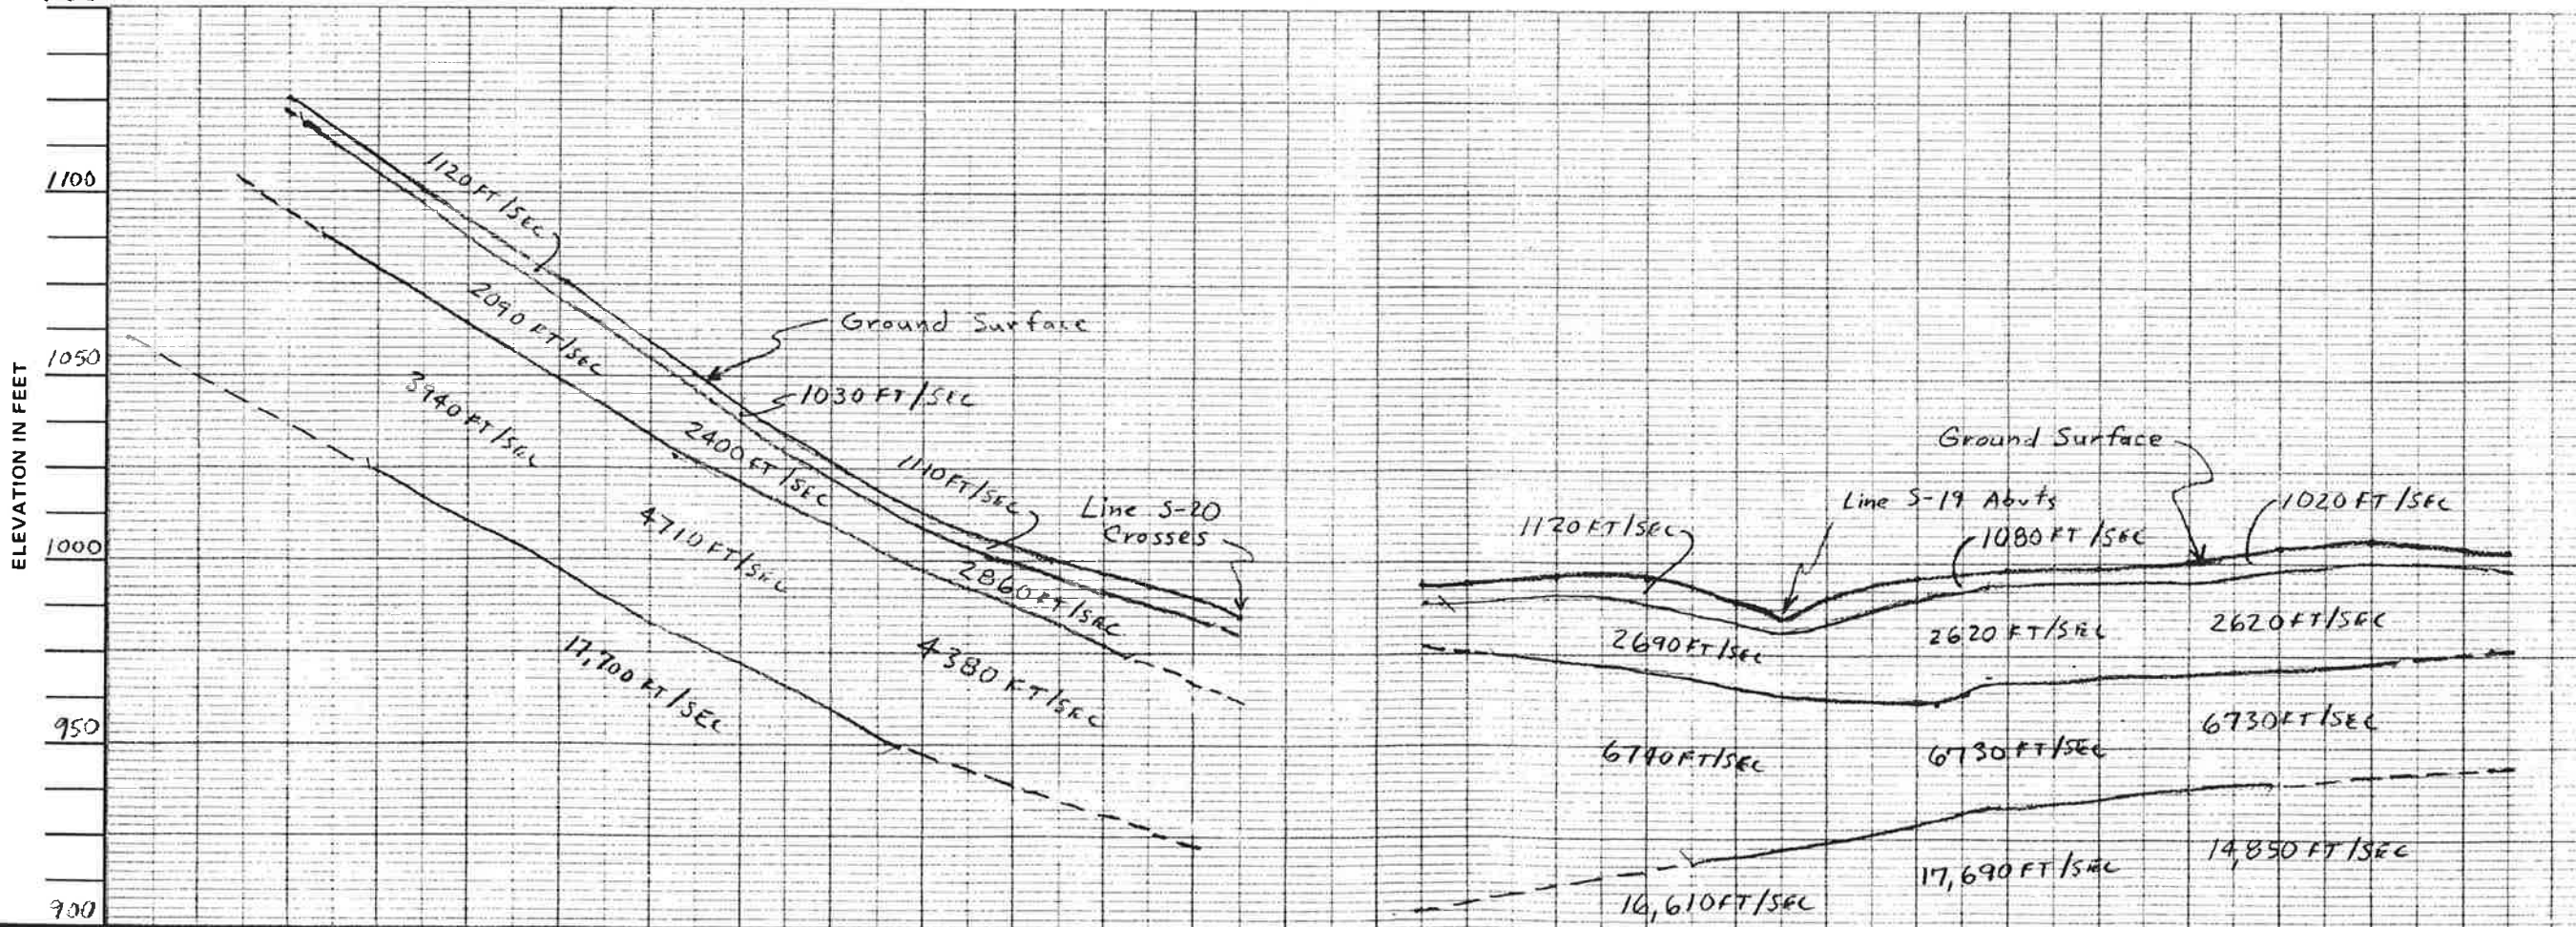 ELEVATION IN FEET
1100
1050
1000
950
900
1120 FT/SEC
2090 FT/SEC
3940 FT/SEC
Ground Surface
1030 FT/SEC
2400 FT/SEC
1110 FT/SEC
4710 FT/SEC
Line S-20
Crosses
2860 FT/SEC
17,700 FT/SEC
4380 FT/SEC
Ground Surface
Line S-19 Abuts
1120 FT/SEC
1080 FT/SEC
1020 FT/SEC
2690 FT/SEC
2620 FT/SEC
2620 FT/SEC
6740 FT/SEC
6730 FT/SEC
6730 FT/SEC
16,610 FT/SEC
17,690 FT/SEC
14,850 FT/SEC